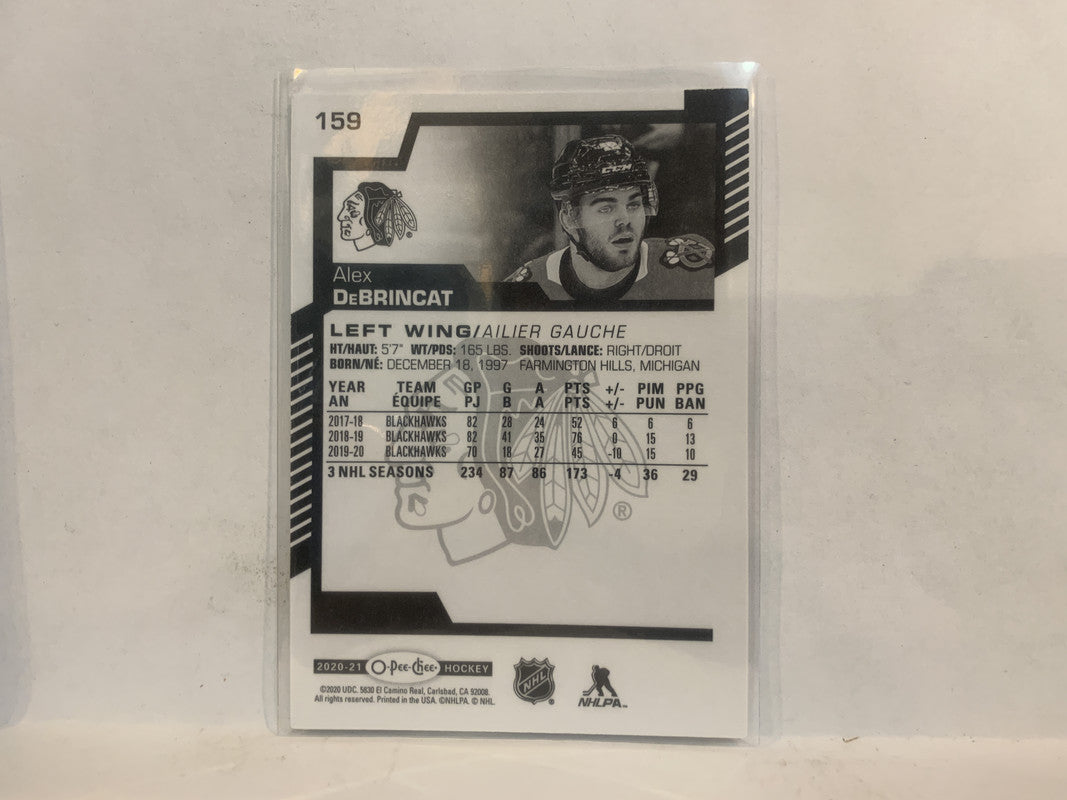 159
CCM
®
Alex
DeBRINCAT
LEFT WING/AILIER GAUCHE
HT/HAUT: 5'7" WT/PDS: 165 LBS. SHOOTS/LANCE: RIGHT/DROIT
BORN/NÉ: DECEMBER 18, 1997 FARMINGTON HILLS, MICHIGAN
YEAR TEAM GP G A PTS +/- PIM PPG
AN ÉQUIPE PJ B A PTS +/- PUN BAN
2017-18 BLACKHAWKS 82 28 24 52 6 6 6
2018-19 BLACKHAWKS 82 41 35 76 0 15 13
2019-20 BLACKHAWKS 70 18 27 45 -10 15 10
3 NHL SEASONS 234 87 86 173 -4 36 29
®
2020-21 O-Pee-Chee HOCKEY
©2020 UDC. 5830 El Camino Real, Carlsbad, CA 92008.
All rights reserved. Printed in the USA. ©NHLPA. © NHL.
NHL ®
NHLPA™